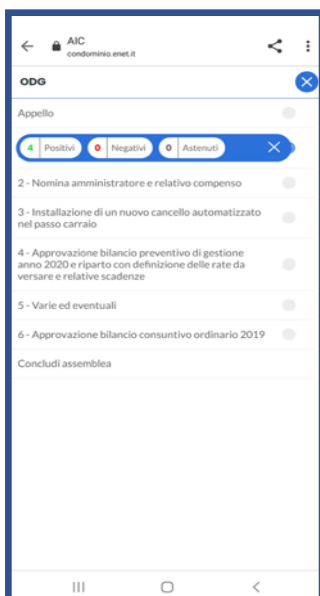 AIC
condominio.enet.it
ODG
Appello
4 Positivi 0 Negativi 0 Astenuti
2 - Nomina amministratore e relativo compenso
3 - Installazione di un nuovo cancello automatizzato
nel passo carraio
4 - Approvazione bilancio preventivo di gestione
anno 2020 e riparto con definizione delle rate da
versare e relative scadenze
5 - Varie ed eventuali
6 - Approvazione bilancio consuntivo ordinario 2019
Concludi assemblea